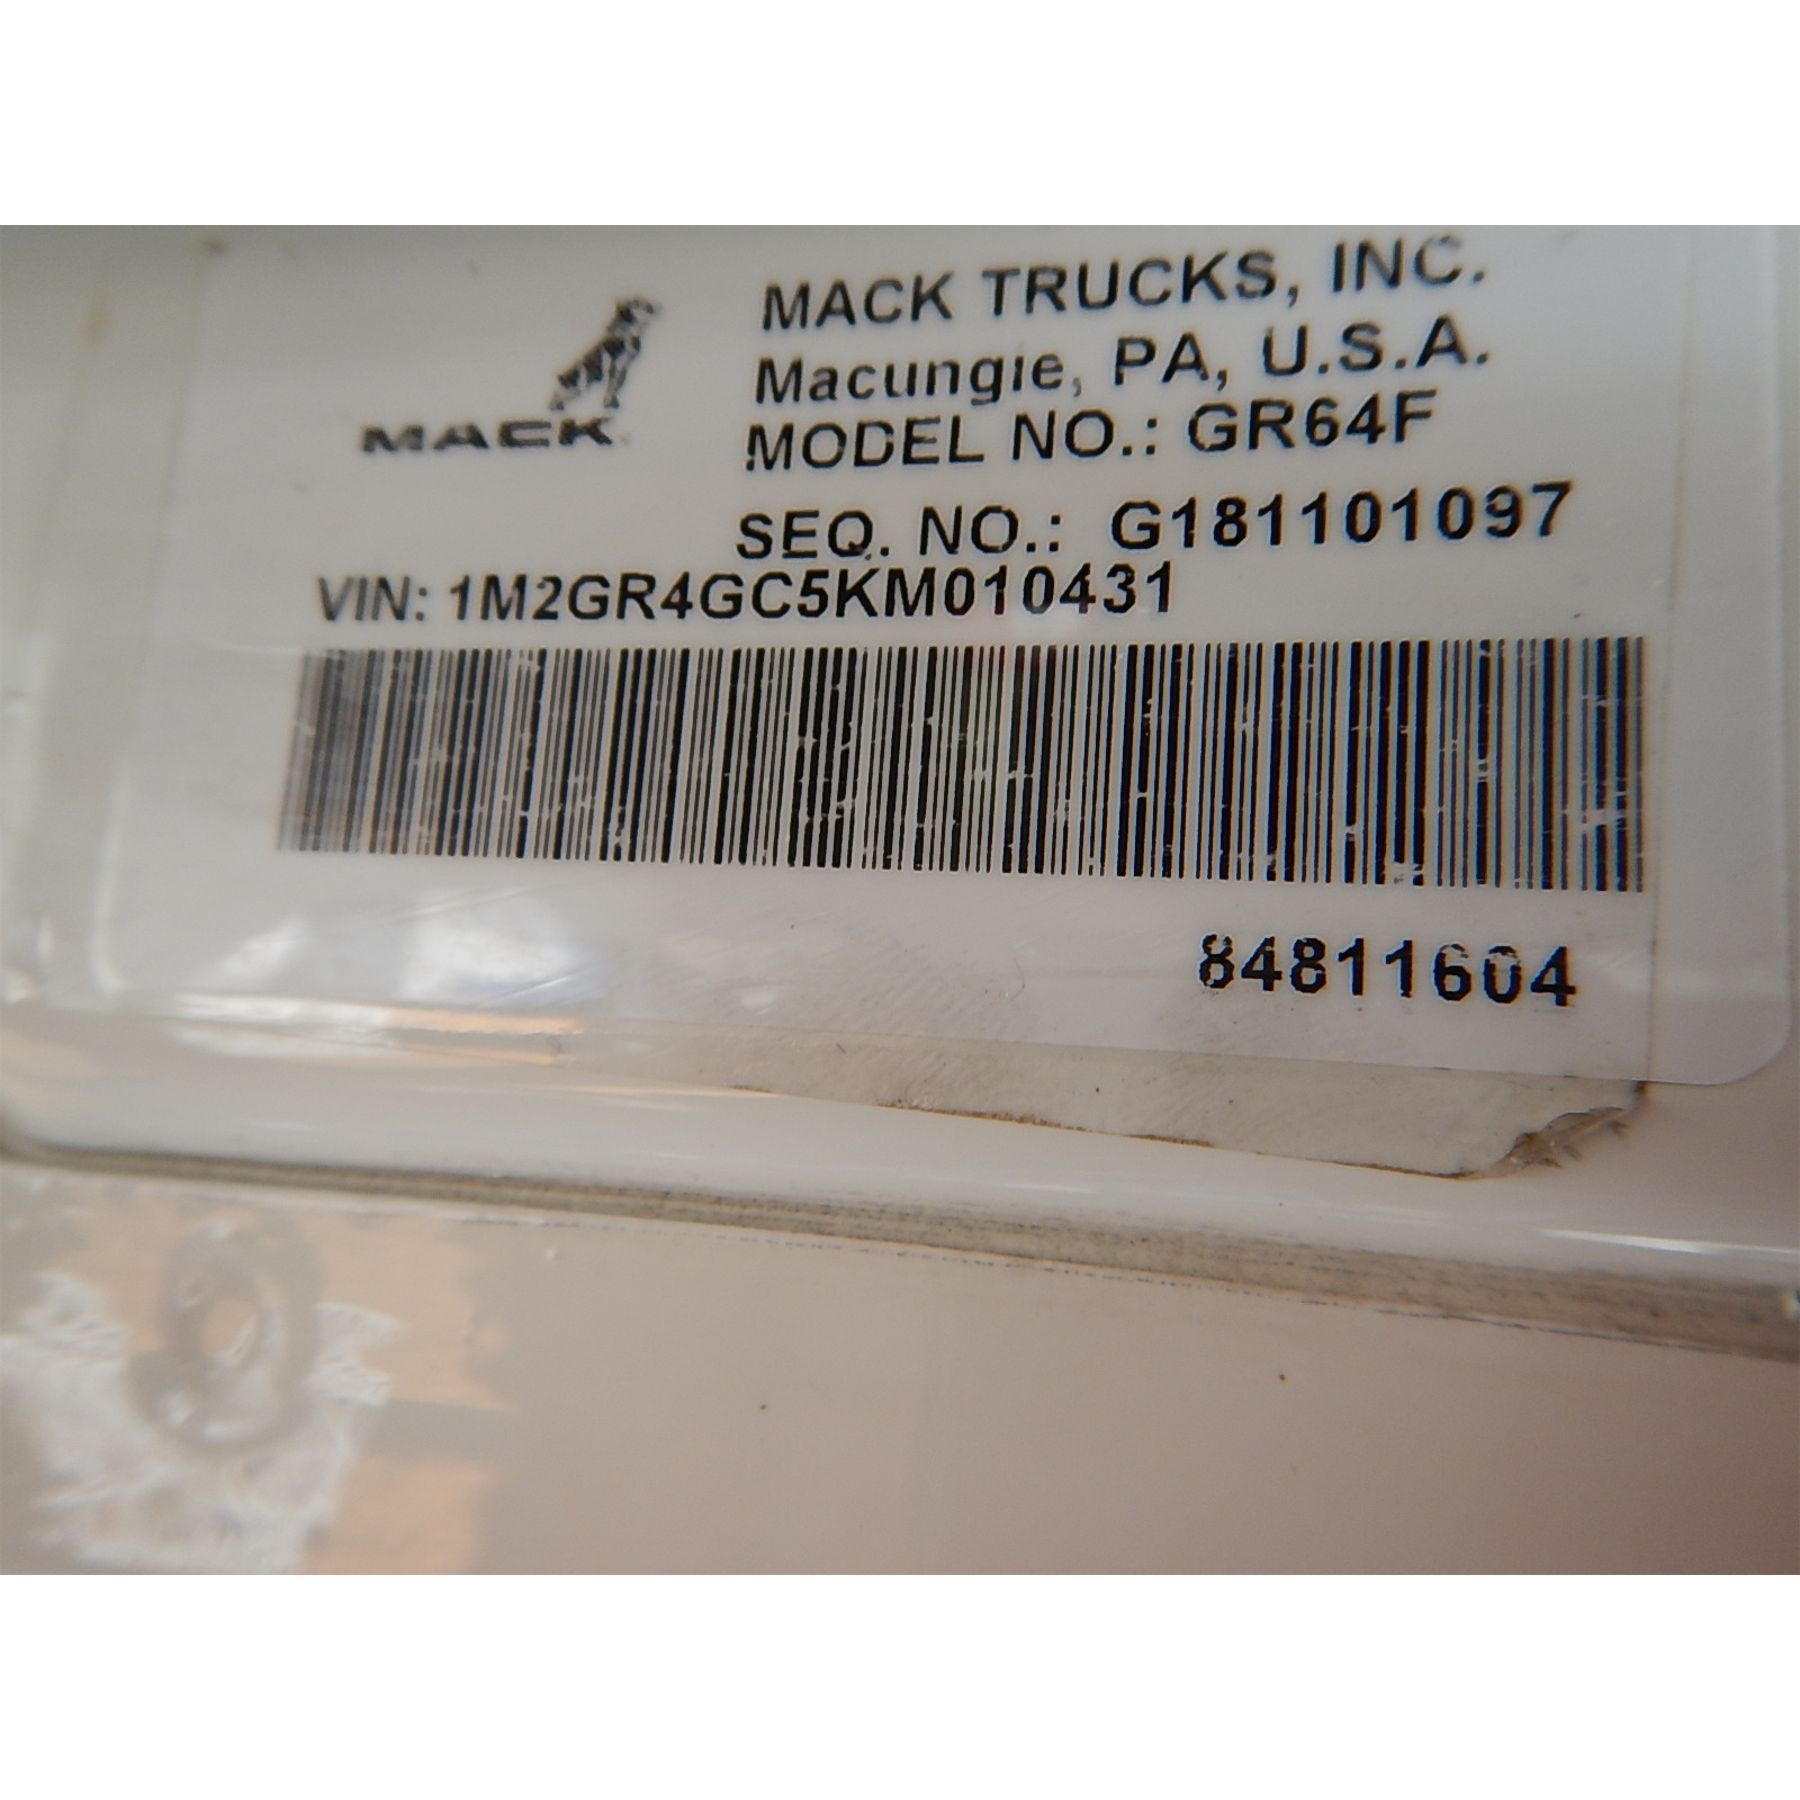 MACK
MACK TRUCKS, INC.
Macungie, PA, U.S.A.
MODEL NO.: GR64F
SEQ. NO.: G181101097
VIN: 1M2GR4GC5KM010431
84811604